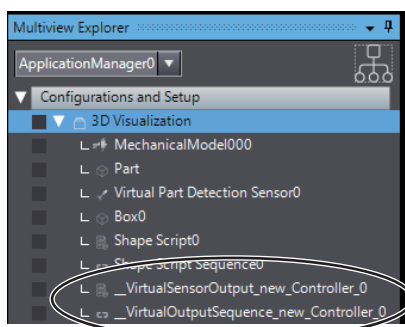 Multiview Explorer
ApplicationManager0
Configurations and Setup
3D Visualization
MechanicalModel000
Part
Virtual Part Detection Sensor0
Box0
Shape Script0
Shape Script Sequence0
__VirtualSensorOutput_new_Controller_0
__VirtualOutputSequence_new_Controller_0